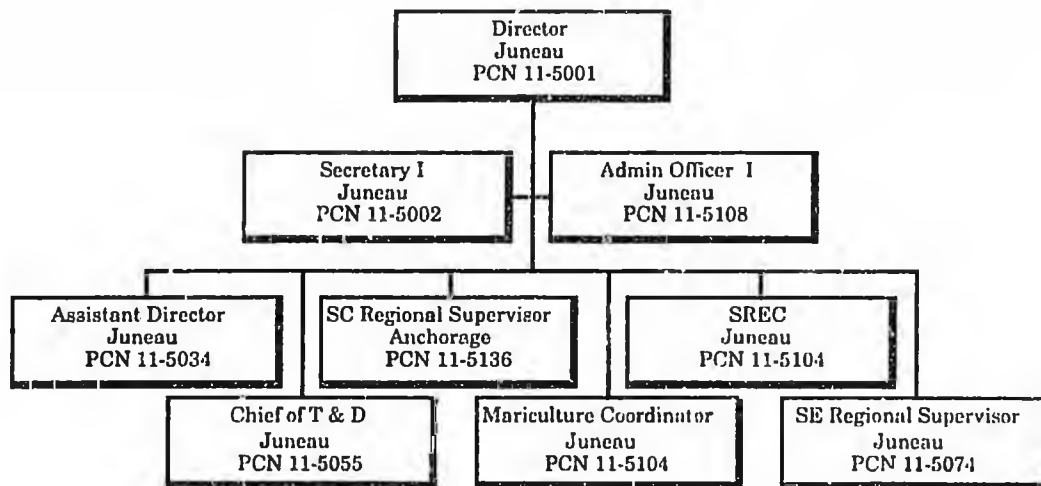 Director
Juneau
PCN 11-5001
Secretary I
Juneau
PCN 11-5002
Admin Officer I
Juneau
PCN 11-5108
Assistant Director
Juneau
PCN 11-5034
SC Regional Supervisor
Anchorage
PCN 11-5136
SREC
Juneau
PCN 11-5104
Chief of T & D
Juneau
PCN 11-5055
Mariculture Coordinator
Juneau
PCN 11-5104
SE Regional Supervisor
Juneau
PCN 11-5074